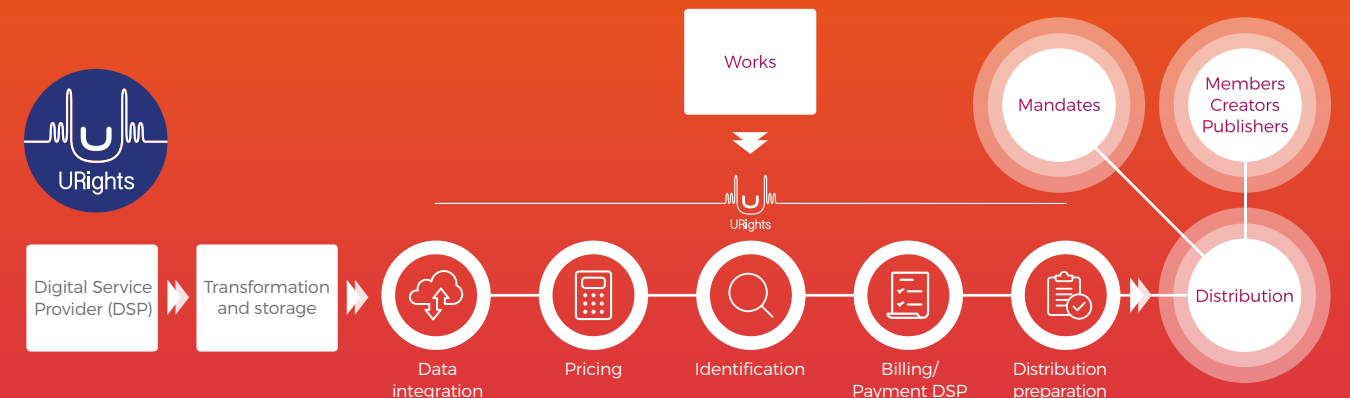 Works
Mandates
Members
Creators
Publishers
URights
URights
Digital Service
Provider (DSP)
Transformation
and storage
Distribution
Data
integration
Pricing
Identification
Billing/
Payment DSP
Distribution
preparation